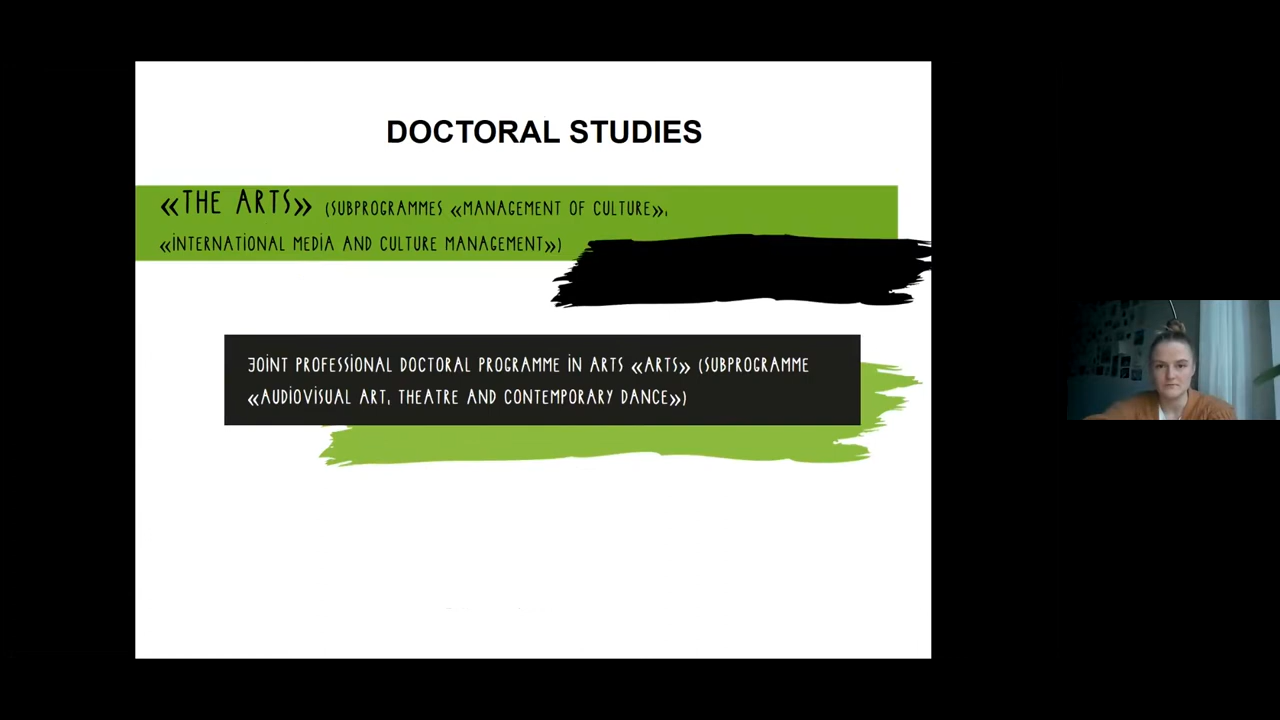 DOCTORAL STUDIES
«THE ARTS» (SUBPROGRAMMES «MANAGEMENT OF CULTURE»,
«INTERNATIONAL MEDIA AND CULTURE MANAGEMENT»)
JOINT PROFESSIONAL DOCTORAL PROGRAMME IN ARTS «ARTS» (SUBPROGRAMME
«AUDIOVISUAL ART, THEATRE AND CONTEMPORARY DANCE»)